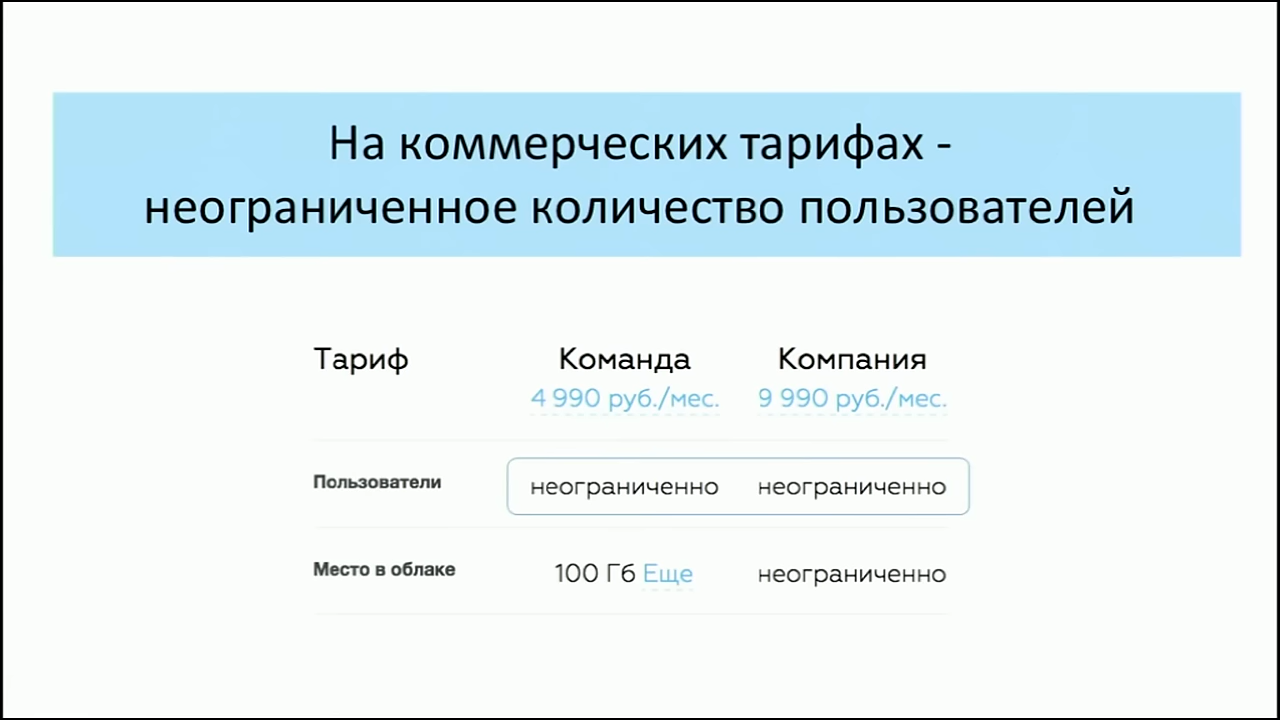 На коммерческих тарифах -
неограниченное количество пользователей
Тариф Команда Компания
4 990 руб./мес. 9 990 руб./мес.
Пользователи неограниченно неограниченно
Место в облаке 100 Гб Еще неограниченно